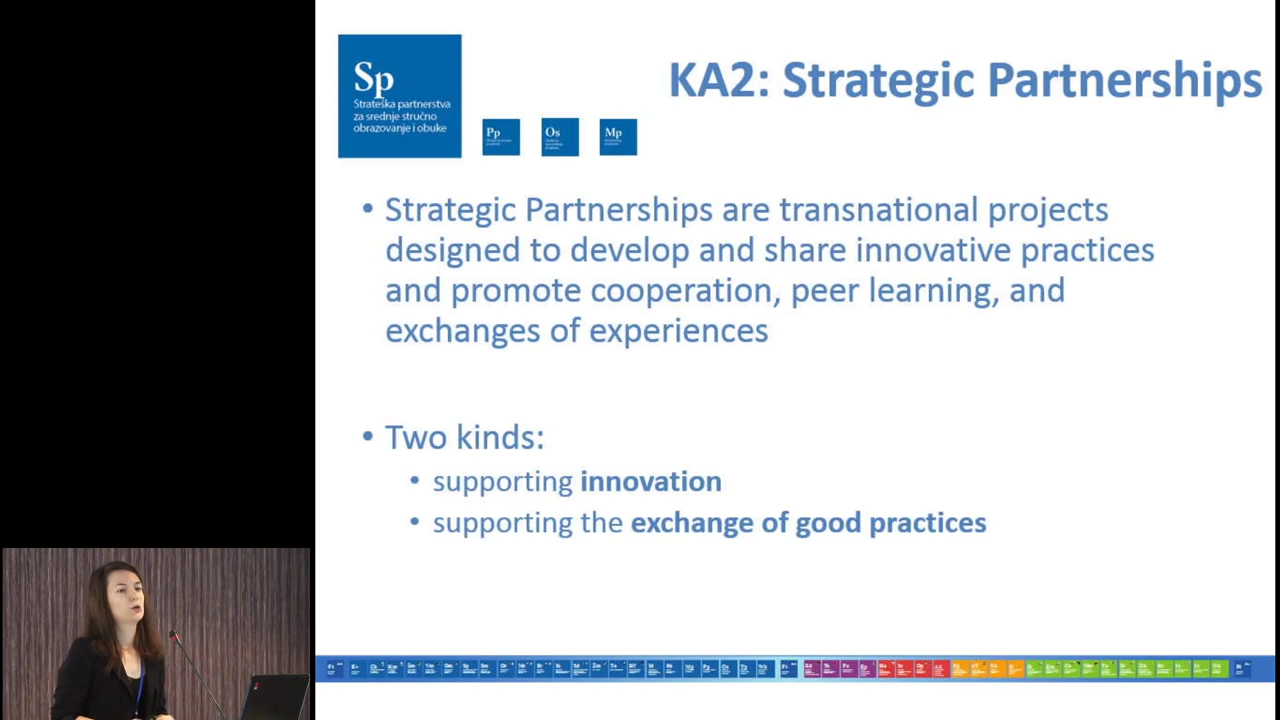 Sp
Strateška partnerstva
za srednje stručno
obrazovanje i obuke
KA2: Strategic Partnerships
Pp
Os
Mp
• Strategic Partnerships are transnational projects
designed to develop and share innovative practices
and promote cooperation, peer learning, and
exchanges of experiences
• Two kinds:
• supporting innovation
• supporting the exchange of good practices